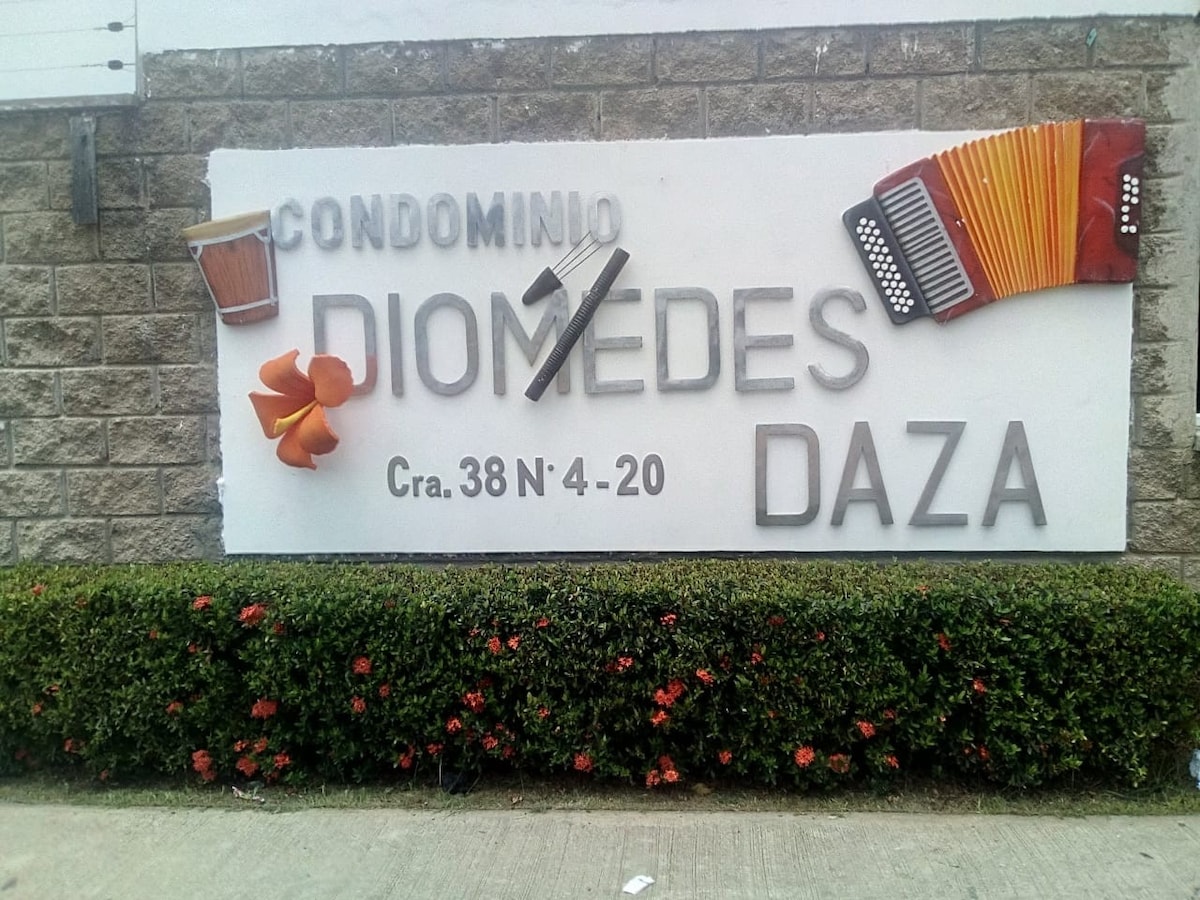 CONDOMINIO
DIOMEDES
DAZA
Cra. 38 N° 4-20